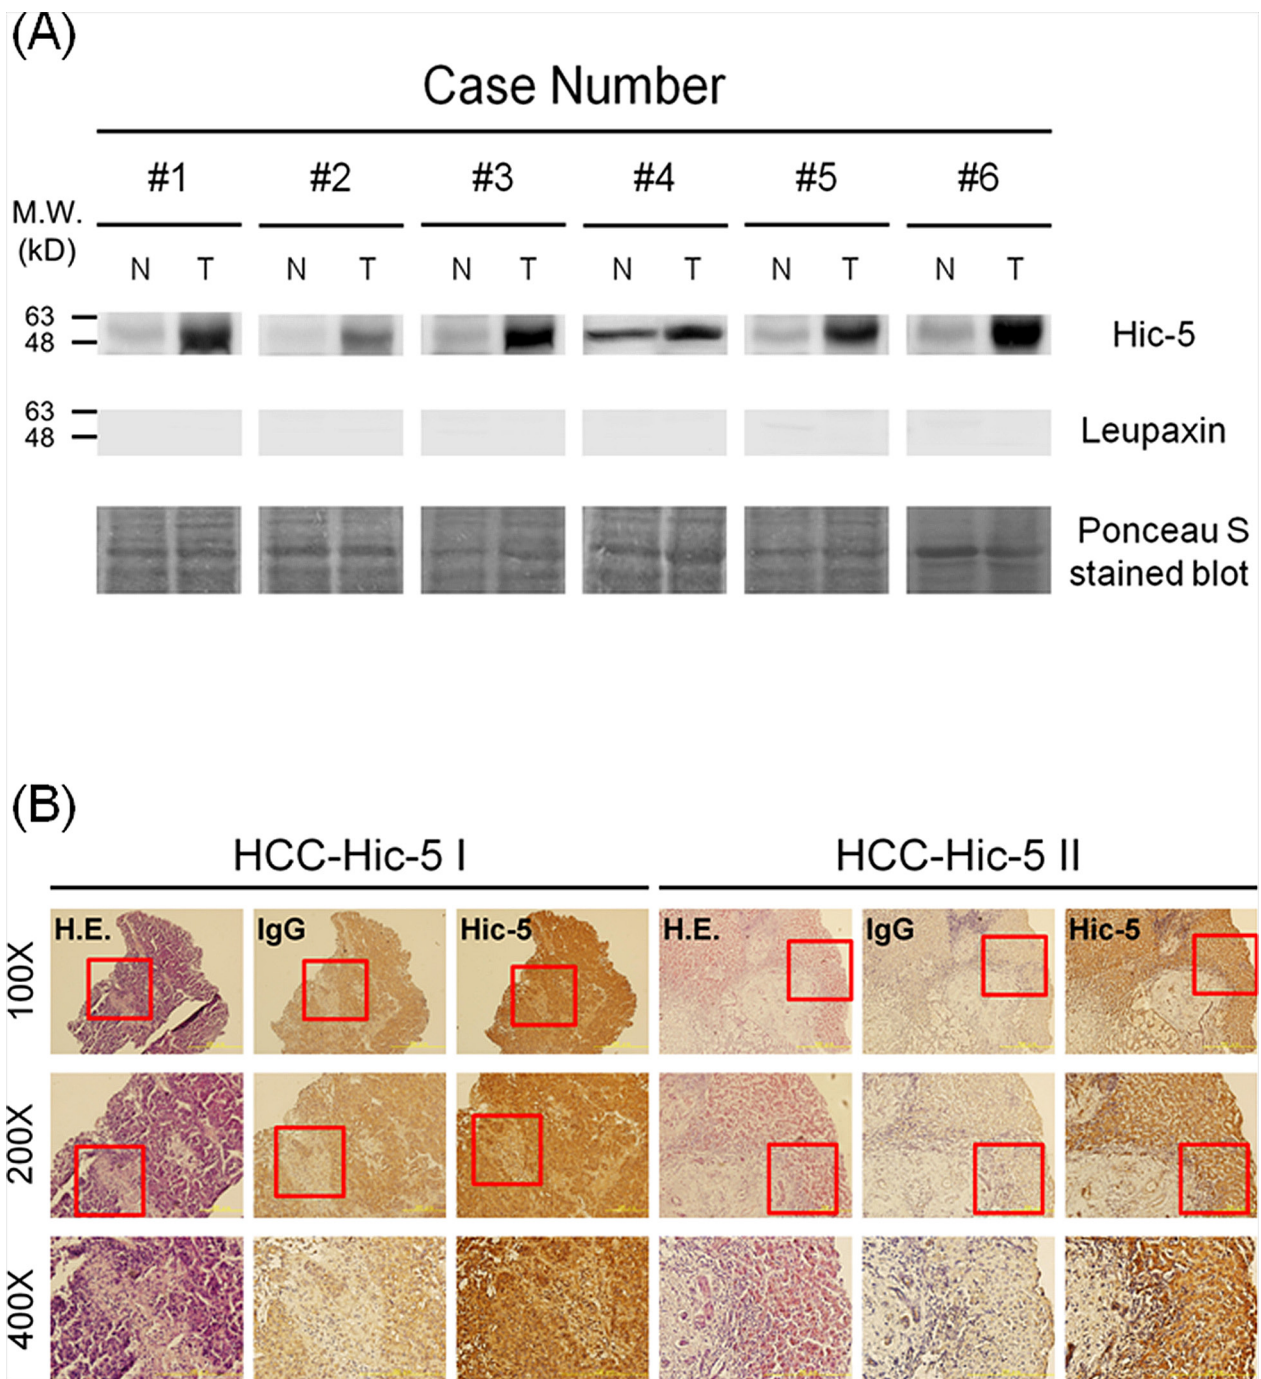 (A)
Case Number
#1 #2 #3 #4 #5 #6
M.W.
(kD)
N T N T N T N T N T N T
63
48
Hic-5
63
48
Leupaxin
Ponceau S
stained blot
(B)
HCC-Hic-5 I HCC-Hic-5 II
H.E. IgG Hic-5 H.E. IgG Hic-5
100X
200X
400X